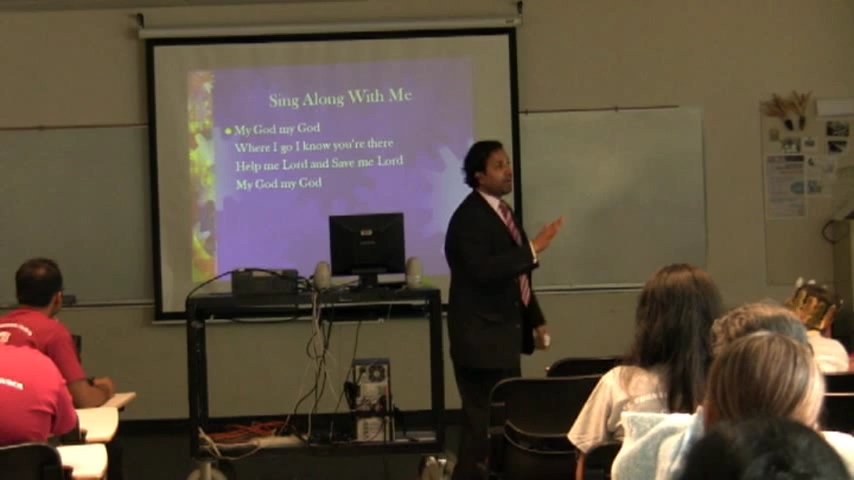 Sing Along With Me
My God my God
Where I go I know you're there
Help me Lord and Save me Lord
My God my God